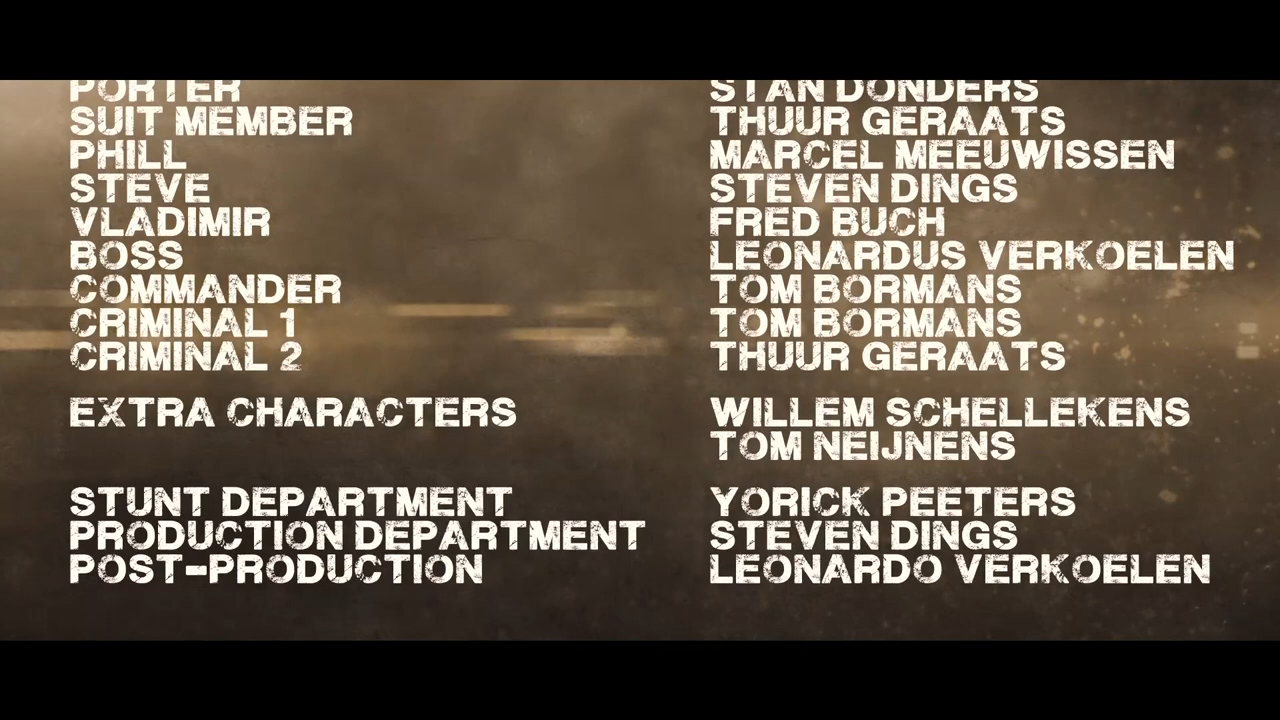 PORTER STAN DONDERS
SUIT MEMBER THUUR GERAATS
PHILL MARCEL MEEUWISSEN
STEVE STEVEN DINGS
VLADIMIR FRED BUCH
BOSS LEONARDUS VERKOELEN
COMMANDER TOM BORMANS
CRIMINAL 1 TOM BORMANS
CRIMINAL 2 THUUR GERAATS
EXTRA CHARACTERS WILLEM SCHELLEKENS
TOM NEIJNENS
STUNT DEPARTMENT YORICK PEETERS
PRODUCTION DEPARTMENT STEVEN DINGS
POST-PRODUCTION LEONARDO VERKOELEN